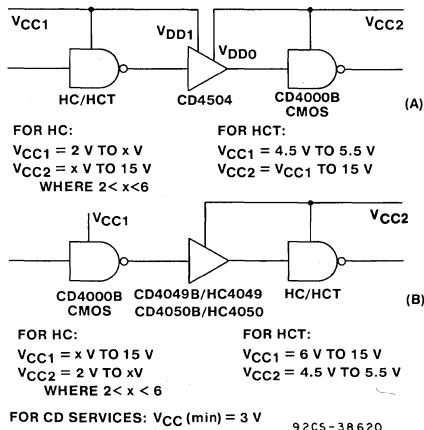 VCC1
VDD1
VCC2
VDD0
HC/HCT
CD4504
CD4000B
CMOS
(A)
FOR HC:
VCC1 = 2 V TO x V
VCC2 = x V TO 15 V
WHERE 2< x<6
FOR HCT:
VCC1 = 4.5 V TO 5.5 V
VCC2 = VCC1 TO 15 V
VCC1
VCC2
CD4000B
CMOS
CD4049B/HC4049
CD4050B/HC4050
HC/HCT
(B)
FOR HC:
VCC1 = x V TO 15 V
VCC2 = 2 V TO xV
WHERE 2< x < 6
FOR HCT:
VCC1 = 6 V TO 15 V
VCC2 = 4.5 V TO 5.5 V
FOR CD SERVICES: VCC (min) = 3 V
92CS-38620